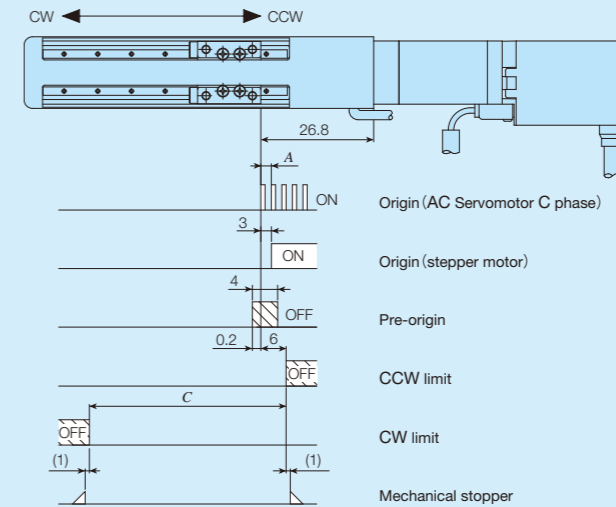 CW CCW
26.8
A
ON Origin (AC Servomotor C phase)
3
ON Origin (stepper motor)
4
OFF Pre-origin
0.2 6
OFF CCW limit
C
OFF CW limit
(1) (1)
Mechanical stopper